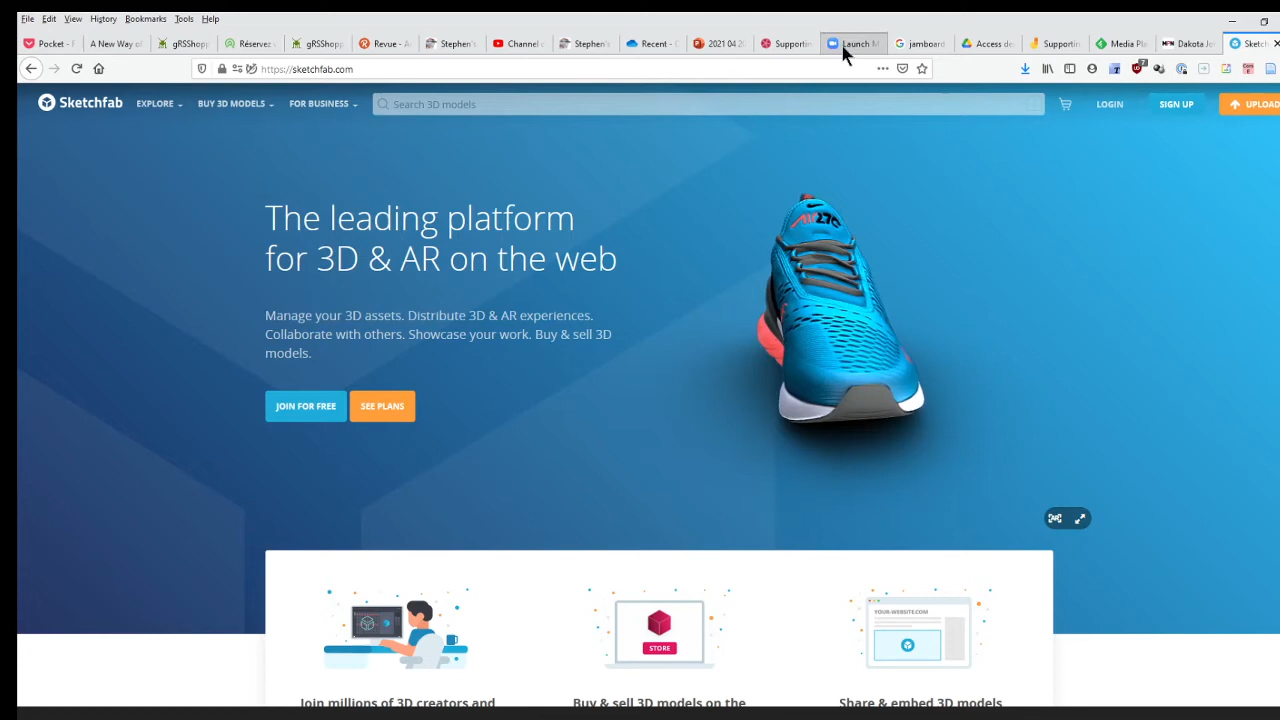 File Edit View History Bookmarks Tools Help
Pocket - F A New Way of gRSShopp Réservez gRSShopp Revue - A Stephen's Channel c Stephen's Recent - C 2021 04 2 Supportin Launch M jamboard Access de Supportin Media Pla Dakota Jo Sketch
https://sketchfab.com
7
Sketchfab EXPLORE BUY 3D MODELS FOR BUSINESS Search 3D models LOGIN SIGN UP UPLOAD
The leading platform
for 3D & AR on the web
Manage your 3D assets. Distribute 3D & AR experiences.
Collaborate with others. Showcase your work. Buy & sell 3D
models.
JOIN FOR FREE SEE PLANS
AIR 270
AR
YOUR-WEBSITE.COM
STORE
Join millions of 3D creators and Buy & sell 3D models on the Share & embed 3D models